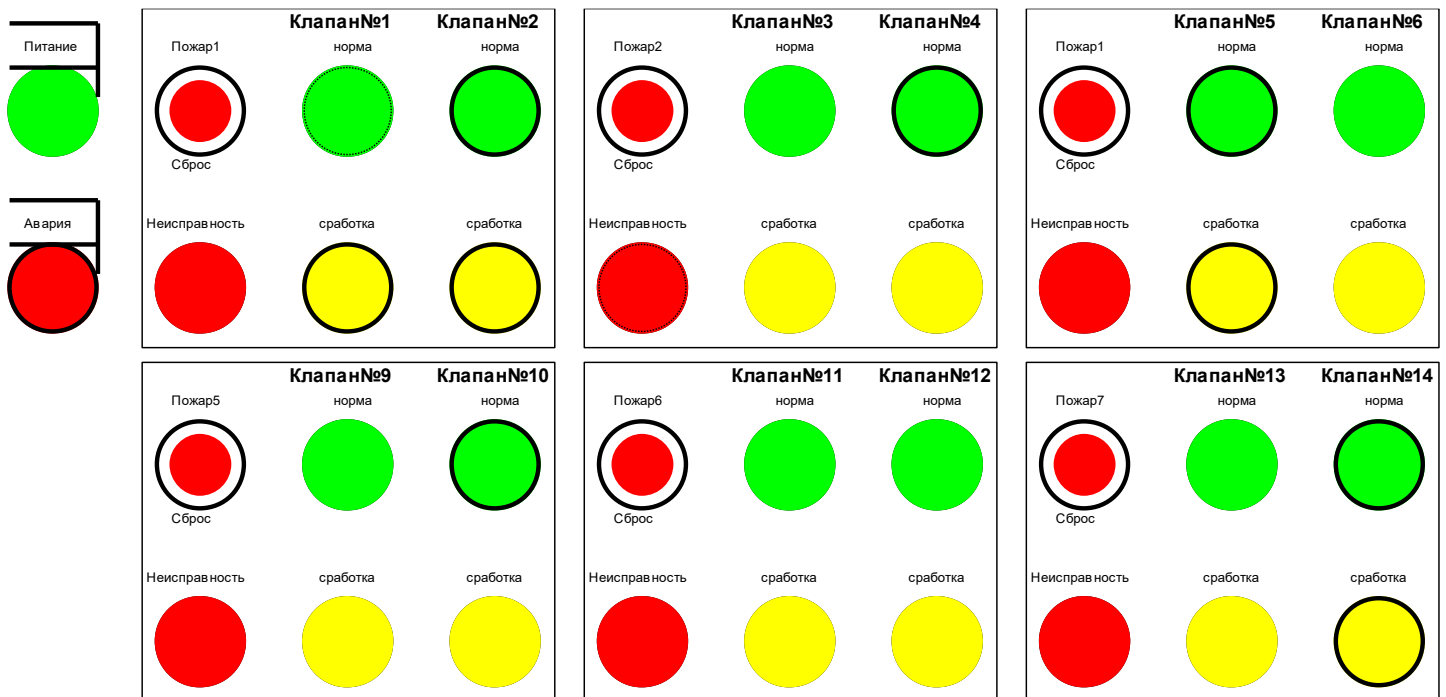 Питание
Авария
Клапан№1 Клапан№2
Пожар1 норма норма
Сброс
Неисправность сработка сработка
Клапан№3 Клапан№4
Пожар2 норма норма
Сброс
Неисправность сработка сработка
Клапан№5 Клапан№6
Пожар1 норма норма
Сброс
Неисправность сработка сработка
Клапан№9 Клапан№10
Пожар5 норма норма
Сброс
Неисправность сработка сработка
Клапан№11 Клапан№12
Пожар6 норма норма
Сброс
Неисправность сработка сработка
Клапан№13 Клапан№14
Пожар7 норма норма
Сброс
Неисправность сработка сработка